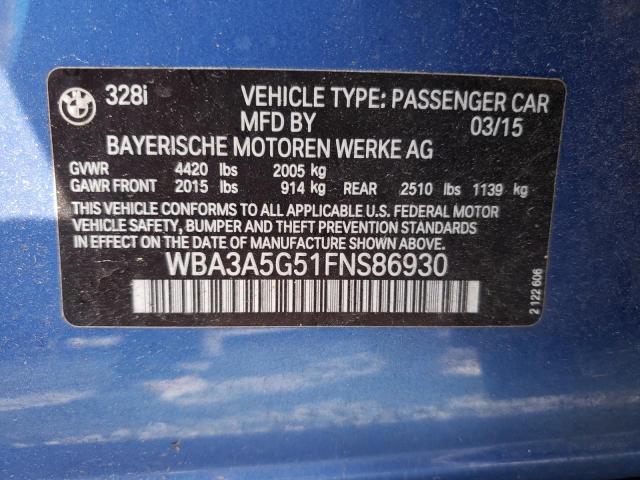 328i VEHICLE TYPE: PASSENGER CAR
MFD BY 03/15
BAYERISCHE MOTOREN WERKE AG
GVWR 4420 lbs 2005 kg
GAWR FRONT 2015 lbs 914 kg REAR 2510 lbs 1139 kg
THIS VEHICLE CONFORMS TO ALL APPLICABLE U.S. FEDERAL MOTOR
VEHICLE SAFETY, BUMPER AND THEFT PREVENTION STANDARDS
IN EFFECT ON THE DATE OF MANUFACTURE SHOWN ABOVE.
WBA3A5G51FNS86930
2 122 606